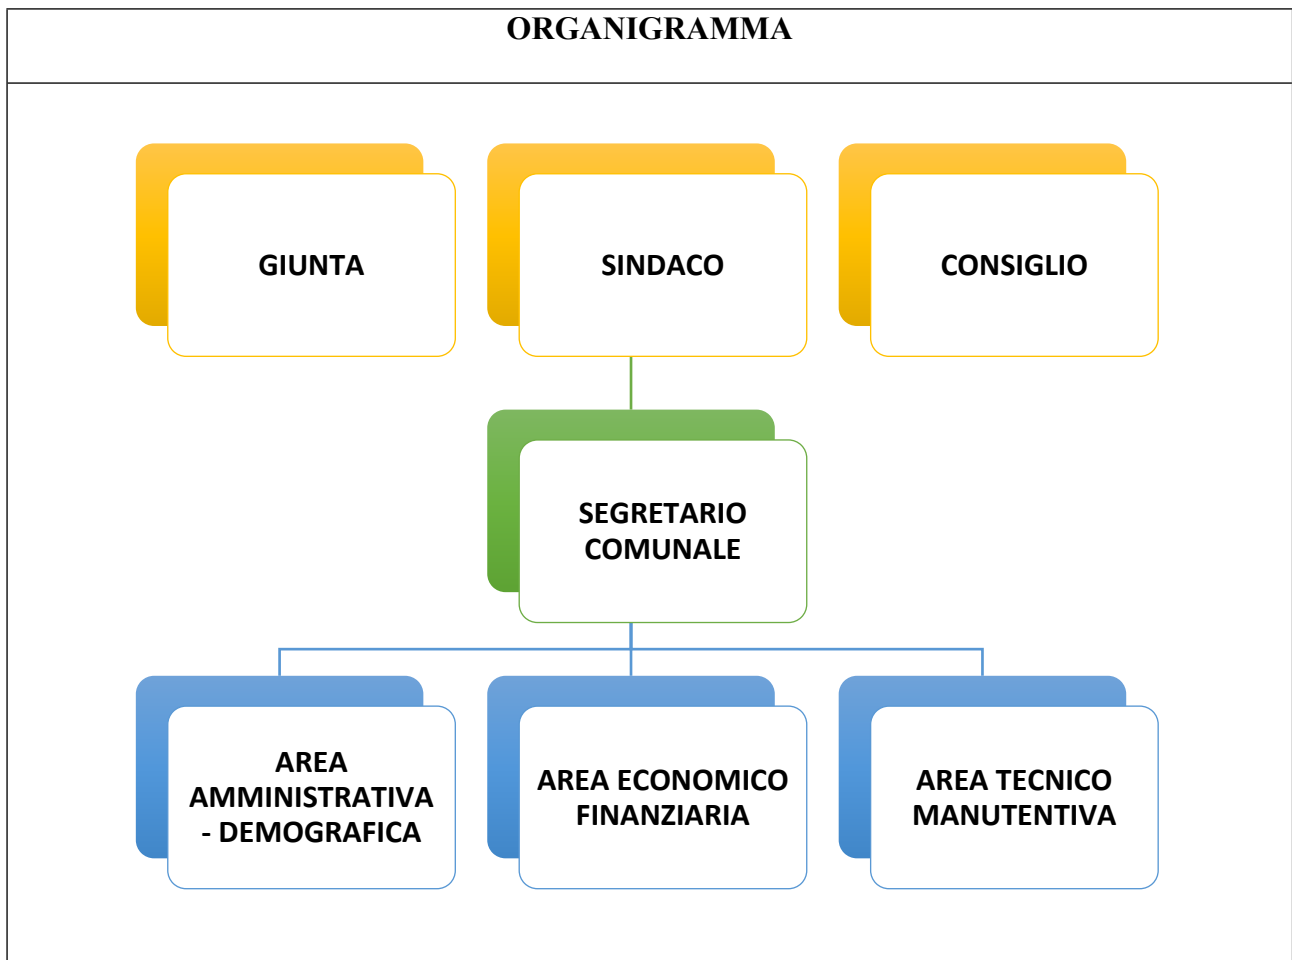 ORGANIGRAMMA
GIUNTA
SINDACO
CONSIGLIO
SEGRETARIO
COMUNALE
AREA
AMMINISTRATIVA
- DEMOGRAFICA
AREA ECONOMICO
FINANZIARIA
AREA TECNICO
MANUTENTIVA